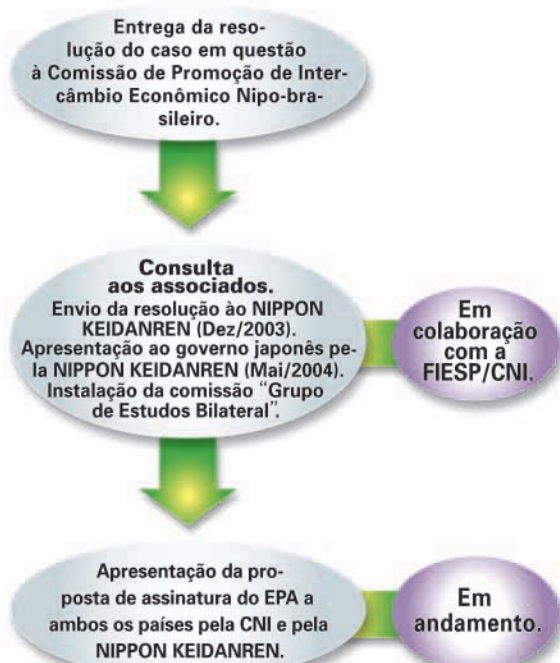 Entrega da reso-
lução do caso em questão
à Comissão de Promoção de Inter-
câmbio Econômico Nipo-bra-
sileiro.
Consulta
aos associados.
Envio da resolução ào NIPPON
KEIDANREN (Dez/2003).
Apresentação ao governo japonês pe-
la NIPPON KEIDANREN (Mai/2004).
Instalação da comissão "Grupo
de Estudos Bilateral".
Em
colaboração
com a
FIESP/CNI.
Apresentação da pro-
posta de assinatura do EPA a
ambos os países pela CNI e pela
NIPPON KEIDANREN.
Em
andamento.